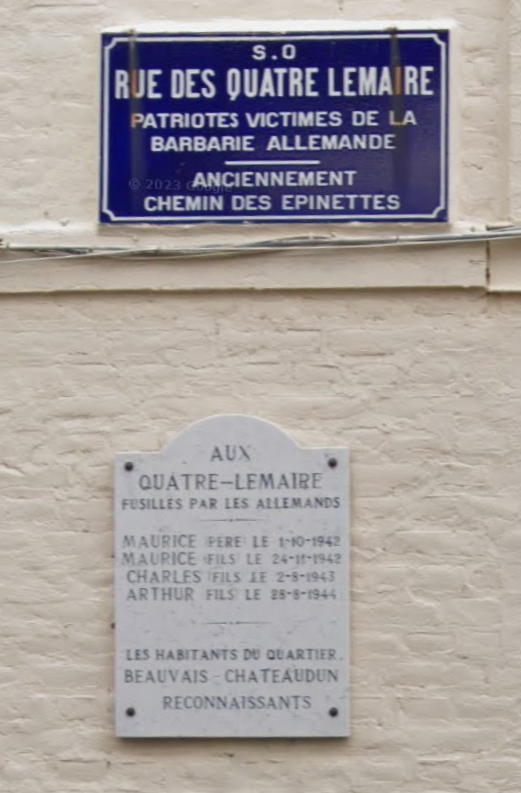 S.O
RUE DES QUATRE LEMAIRE
PATRIOTES VICTIMES DE LA
BARBARIE ALLEMANDE
ANCIENNEMENT
CHEMIN DES EPINETTES
© 2023 Google
AUX
QUATRE-LEMAIRE
FUSILLÉS PAR LES ALLEMANDS
MAURICE (PERE) LE 1-10-1942
MAURICE (FILS) LE 24-11-1942
CHARLES (FILS) LE 2-8-1943
ARTHUR (FILS) LE 28-8-1944
LES HABITANTS DU QUARTIER
BEAUVAIS - CHATEAUDUN
RECONNAISSANTS